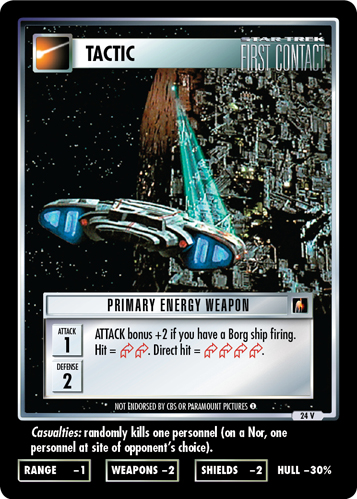 TACTIC
STAR TREK
FIRST CONTACT
PRIMARY ENERGY WEAPON
ATTACK
1
DEFENSE
2
ATTACK bonus +2 if you have a Borg ship firing.
Hit = . Direct hit = .
NOT ENDORSED BY CBS OR PARAMOUNT PICTURES
24 V
Casualties: randomly kills one personnel (on a Nor, one
personnel at site of opponent's choice).
RANGE -1 WEAPONS -2 SHIELDS -2 HULL -30%